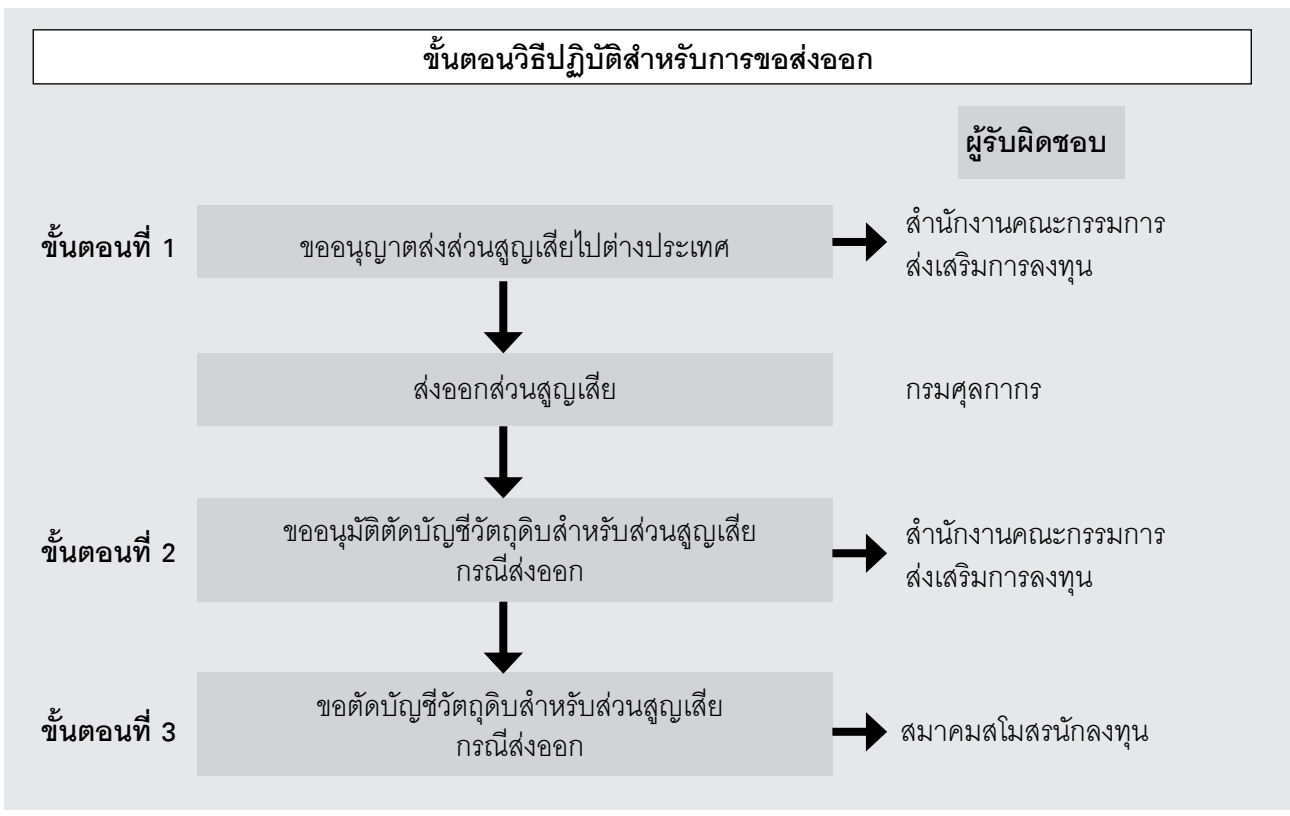 ขั้นตอนวิธีปฏิบัติสำหรับการขอส่งออก
ผู้รับผิดชอบ
ขั้นตอนที่ 1
ขออนุญาตส่งส่วนสูญเสียไปต่างประเทศ
สำนักงานคณะกรรมการ
ส่งเสริมการลงทุน
ส่งออกส่วนสูญเสีย
กรมศุลกากร
ขั้นตอนที่ 2
ขออนุมัติตัดบัญชีวัตถุดิบสำหรับส่วนสูญเสีย
กรณีส่งออก
สำนักงานคณะกรรมการ
ส่งเสริมการลงทุน
ขั้นตอนที่ 3
ขอตัดบัญชีวัตถุดิบสำหรับส่วนสูญเสีย
กรณีส่งออก
สมาคมสโมสรนักลงทุน